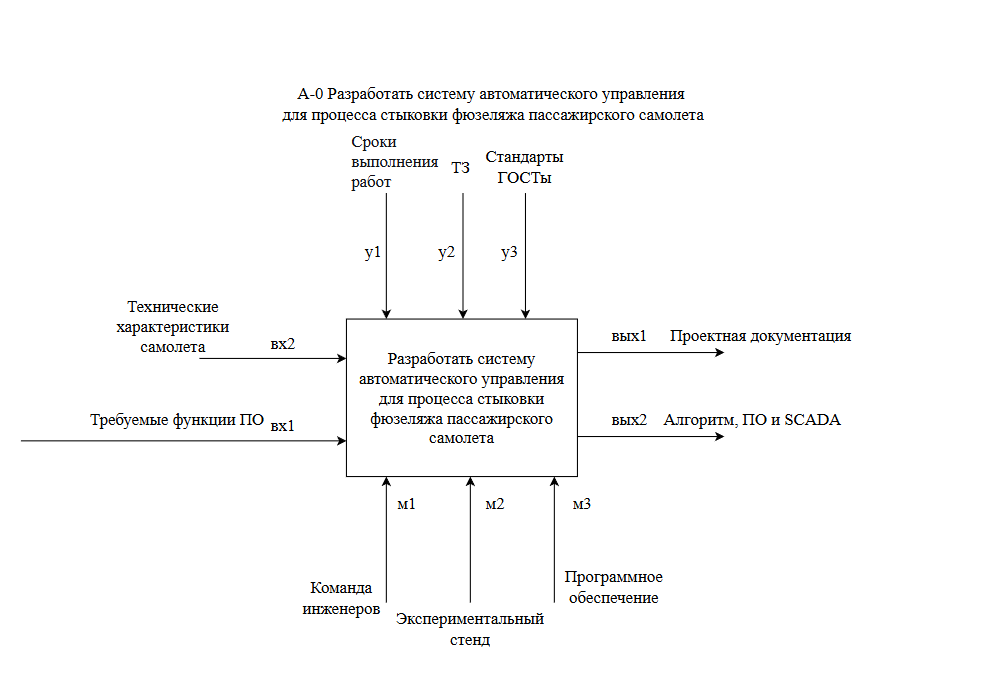 А-0 Разработать систему автоматического управления
для процесса стыковки фюзеляжа пассажирского самолета
Сроки
выполнения
работ
ТЗ
Стандарты
ГОСТы
у1
у2
у3
Технические
характеристики
самолета
вх2
Требуемые функции ПО
вх1
Разработать систему
автоматического управления
для процесса стыковки
фюзеляжа пассажирского
самолета
вых1
Проектная документация
вых2
Алгоритм, ПО и SCADA
м1
м2
м3
Команда
инженеров
Экспериментальный
стенд
Программное
обеспечение